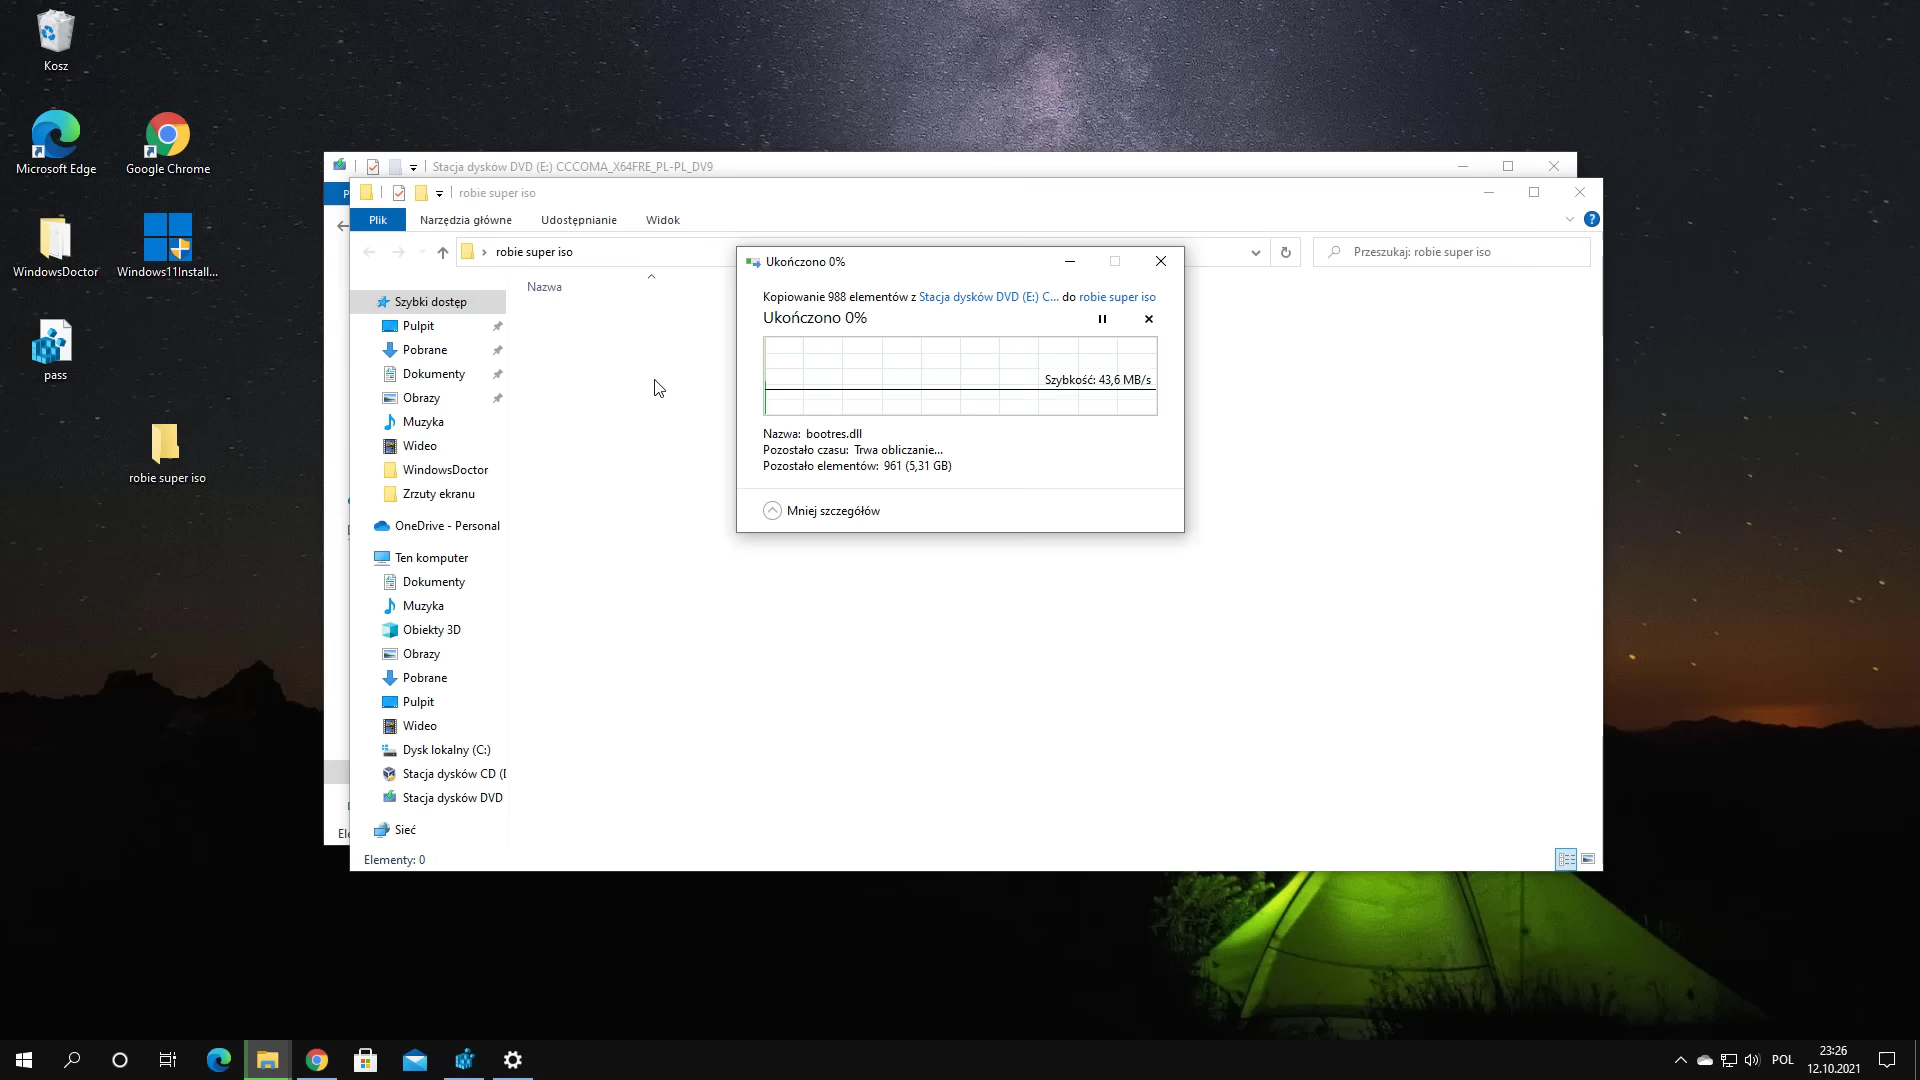 Kosz
Microsoft Edge
Google Chrome
WindowsDoctor
Windows11Install...
pass
robie super iso
Stacja dysków DVD (E:) CCCOMA_X64FRE_PL-PL_DV9
P
robie super iso
Plik
Narzędzia główne
Udostępnianie
Widok
robie super iso
Przeszukaj: robie super iso
Nazwa
Szybki dostęp
Pulpit
Pobrane
Dokumenty
Obrazy
Muzyka
Wideo
WindowsDoctor
Zrzuty ekranu
OneDrive - Personal
Ten komputer
Dokumenty
Muzyka
Obiekty 3D
Obrazy
Pobrane
Pulpit
Wideo
Dysk lokalny (C:)
Stacja dysków CD (
Stacja dysków DVD
Sieć
Ele
Elementy: 0
Ukończono 0%
Kopiowanie 988 elementów z Stacja dysków DVD (E:) C... do robie super iso
Ukończono 0%
Szybkość: 43,6 MB/s
Nazwa: bootres.dll
Pozostało czasu: Trwa obliczanie...
Pozostało elementów: 961 (5,31 GB)
Mniej szczegółów
POL
23:26
12.10.2021